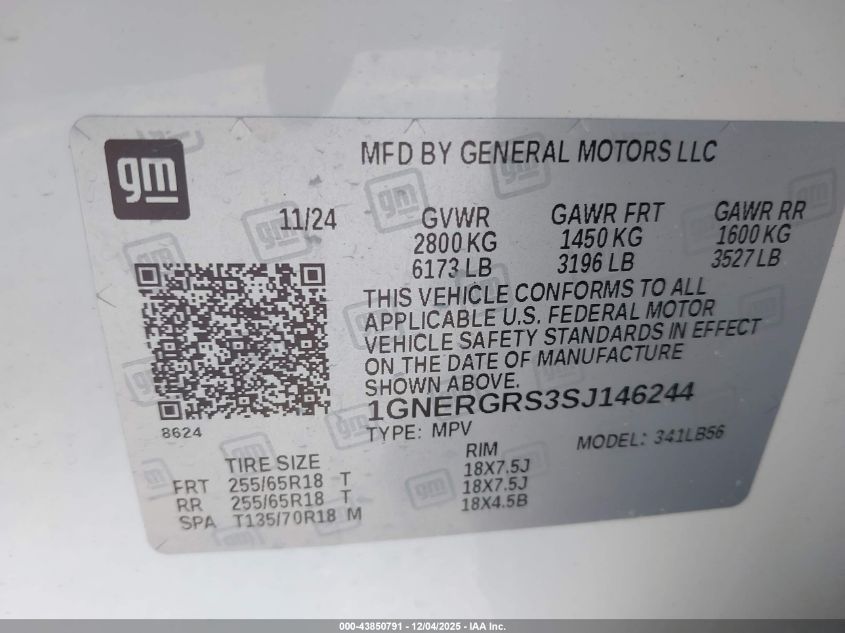 gm
MFD BY GENERAL MOTORS LLC
11/24 GVWR GAWR FRT GAWR RR
2800 KG 1450 KG 1600 KG
6173 LB 3196 LB 3527 LB
THIS VEHICLE CONFORMS TO ALL
APPLICABLE U.S. FEDERAL MOTOR
VEHICLE SAFETY STANDARDS IN EFFECT
ON THE DATE OF MANUFACTURE
SHOWN ABOVE.
1GNERGRS3SJ146244
8624
TYPE: MPV MODEL: 341LB56
TIRE SIZE RIM
FRT 255/65R18 T 18X7.5J
RR 255/65R18 T 18X7.5J
SPA T135/70R18 M 18X4.5B
000-43850791 - 12/04/2025 - IAA Inc.